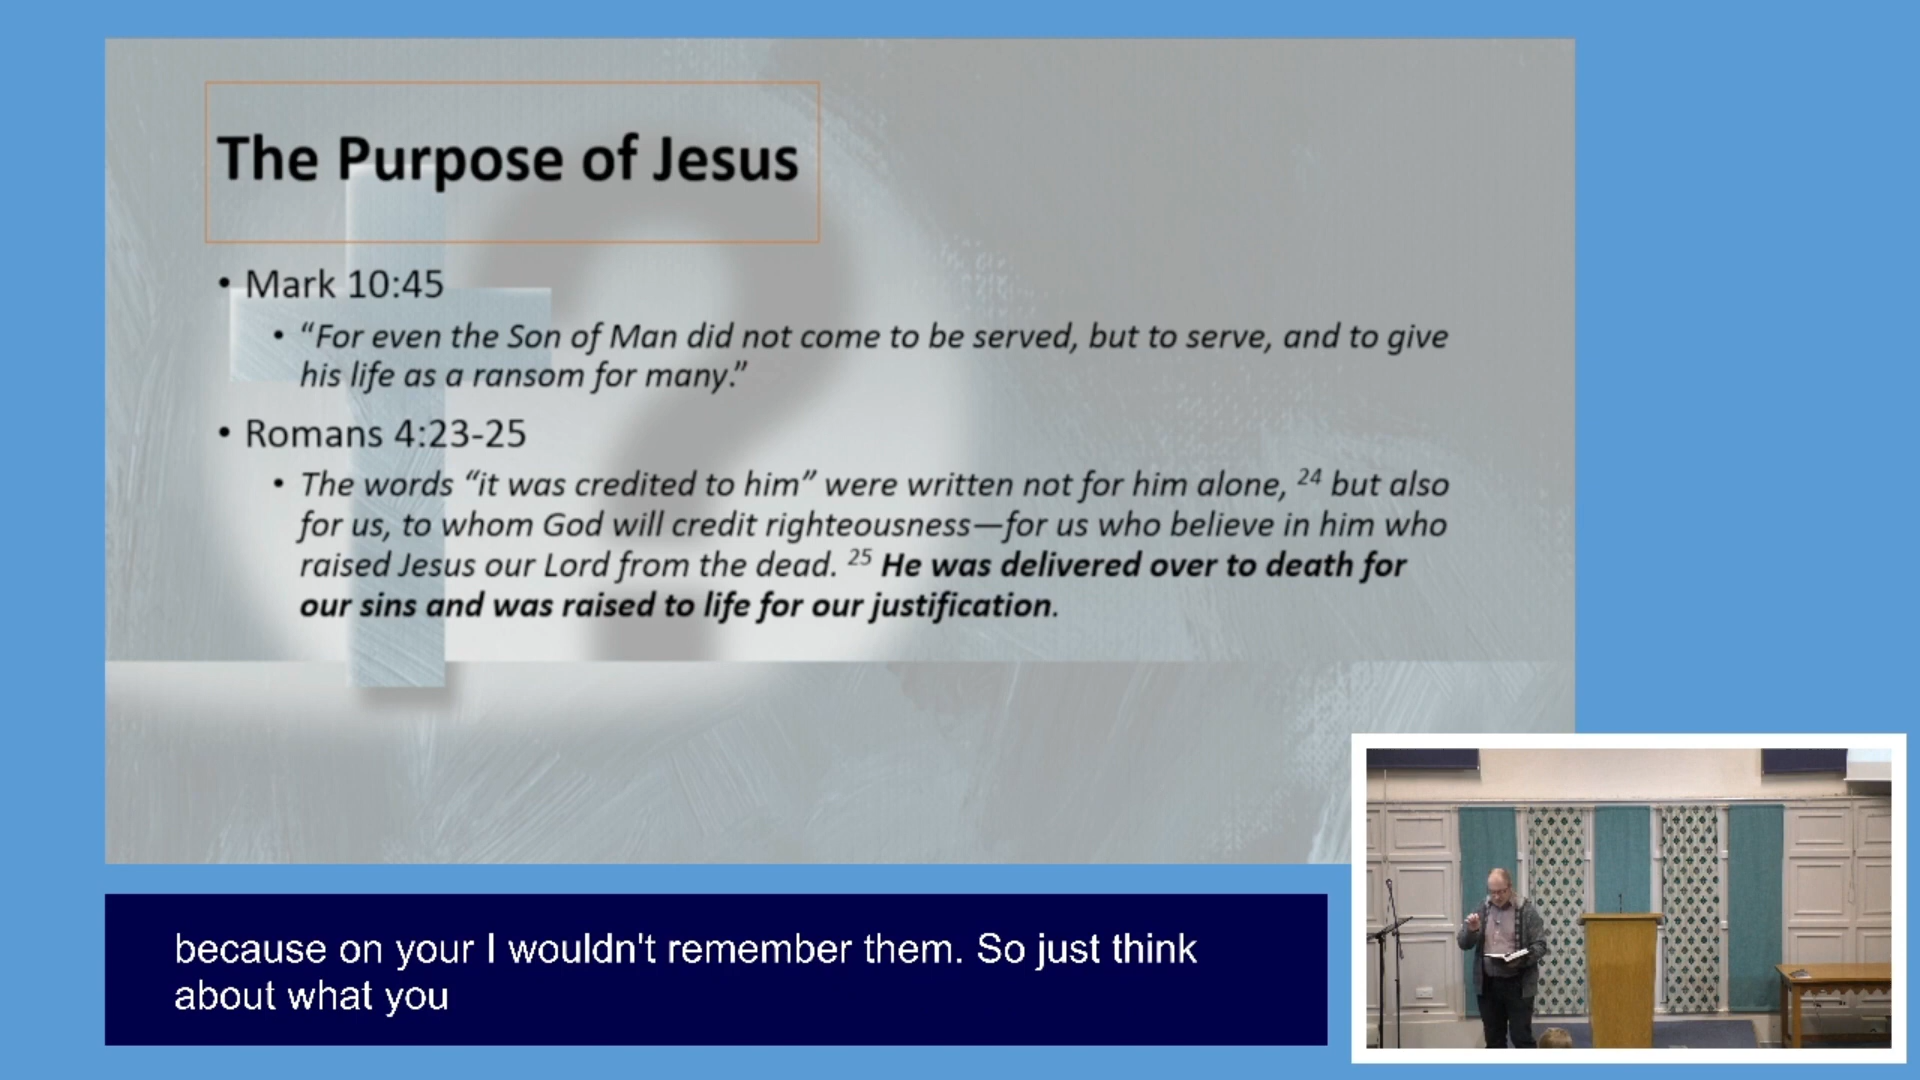 The Purpose of Jesus
• Mark 10:45
• “For even the Son of Man did not come to be served, but to serve, and to give
his life as a ransom for many.”
• Romans 4:23-25
• The words “it was credited to him” were written not for him alone, 24 but also
for us, to whom God will credit righteousness—for us who believe in him who
raised Jesus our Lord from the dead. 25 He was delivered over to death for
our sins and was raised to life for our justification.
because on your I wouldn't remember them. So just think
about what you